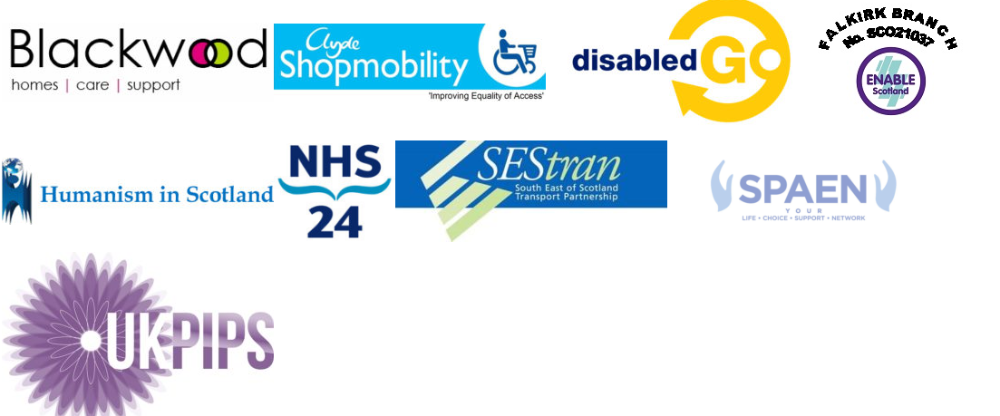 Blackwood
homes | care | support
Clyde
Shopmobility
'Improving Equality of Access'
disabledGo
FALKIRK BRANCH
No. SCO21037
ENABLE
Scotland
Humanism in Scotland
NHS
24
SEStran
South East of Scotland
Transport Partnership
SPAEN
YOUR
LIFE • CHOICE • SUPPORT • NETWORK
UKPIPS